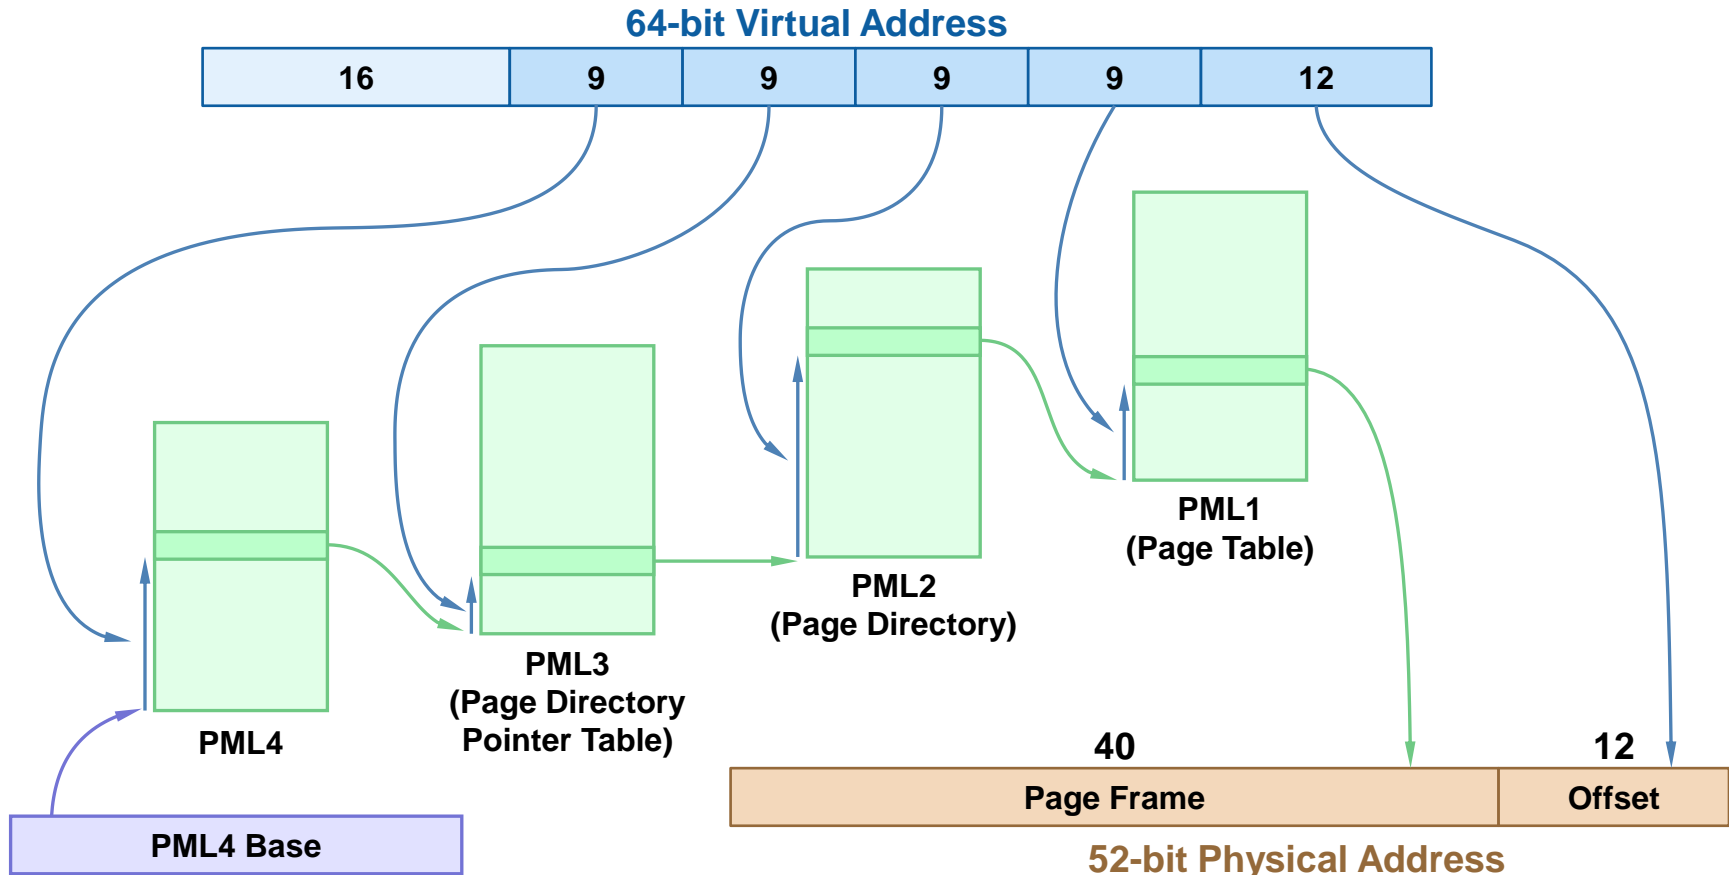 64-bit Virtual Address
16 9 9 9 9 12
PML1
(Page Table)
PML2
(Page Directory)
PML3
(Page Directory
Pointer Table)
PML4
40 12
Page Frame Offset
PML4 Base
52-bit Physical Address